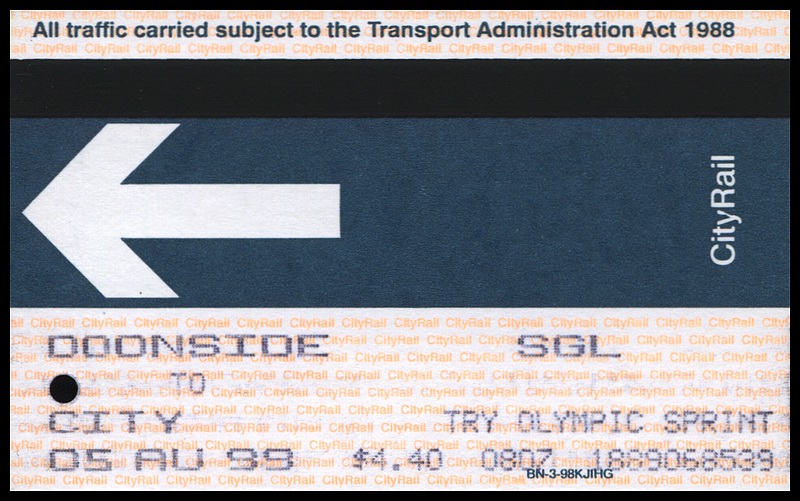 All traffic carried subject to the Transport Administration Act 1988
CityRail
DOONSIDE SGL
TO
CITY TRY OLYMPIC SPRINT
05 AU 99 $4.40 0807 1889068539
BN-3-98KJIHG